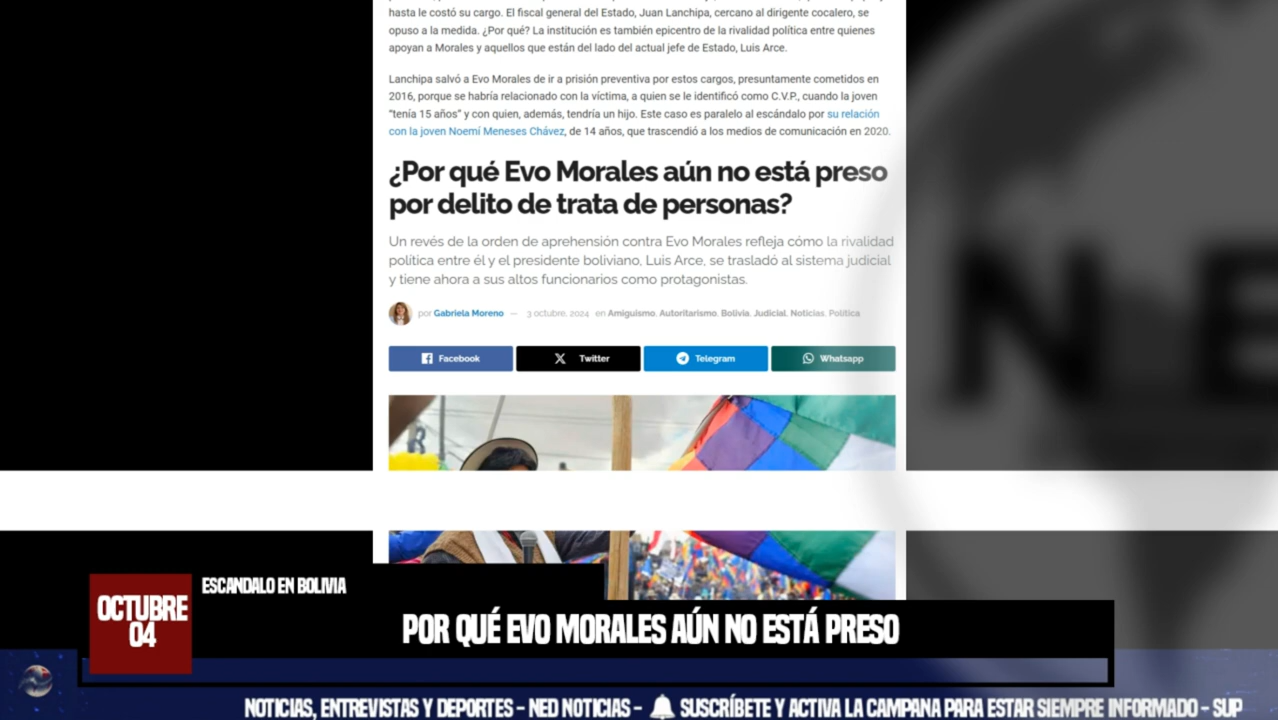 hasta le costó su cargo. El fiscal general del Estado, Juan Lanchipa, cercano al dirigente cocalero, se
opuso a la medida. ¿Por qué? La institución es también epicentro de la rivalidad política entre quienes
apoyan a Morales y aquellos que están del lado del actual jefe de Estado, Luis Arce.
Lanchipa salvó a Evo Morales de ir a prisión preventiva por estos cargos, presuntamente cometidos en
2016, porque se habría relacionado con la víctima, a quien se le identificó como C.V.P., cuando la joven
“tenía 15 años” y con quien, además, tendría un hijo. Este caso es paralelo al escándalo por su relación
con la joven Noemí Meneses Chávez, de 14 años, que trascendió a los medios de comunicación en 2020.
¿Por qué Evo Morales aún no está preso
por delito de trata de personas?
Un revés de la orden de aprehensión contra Evo Morales refleja cómo la rivalidad
política entre él y el presidente boliviano, Luis Arce, se trasladó al sistema judicial
y tiene ahora a sus altos funcionarios como protagonistas.
por Gabriela Moreno — 3 octubre, 2024 en Amiguismo, Autoritarismo, Bolivia, Judicial, Noticias, Política
Facebook Twitter Telegram Whatsapp
NE
ESCANDALO EN BOLIVIA
OCTUBRE
04
POR QUÉ EVO MORALES AÚN NO ESTÁ PRESO
NOTICIAS, ENTREVISTAS Y DEPORTES - NED NOTICIAS - SUSCRÍBETE Y ACTIVA LA CAMPANA PARA ESTAR SIEMPRE INFORMADO - SUP